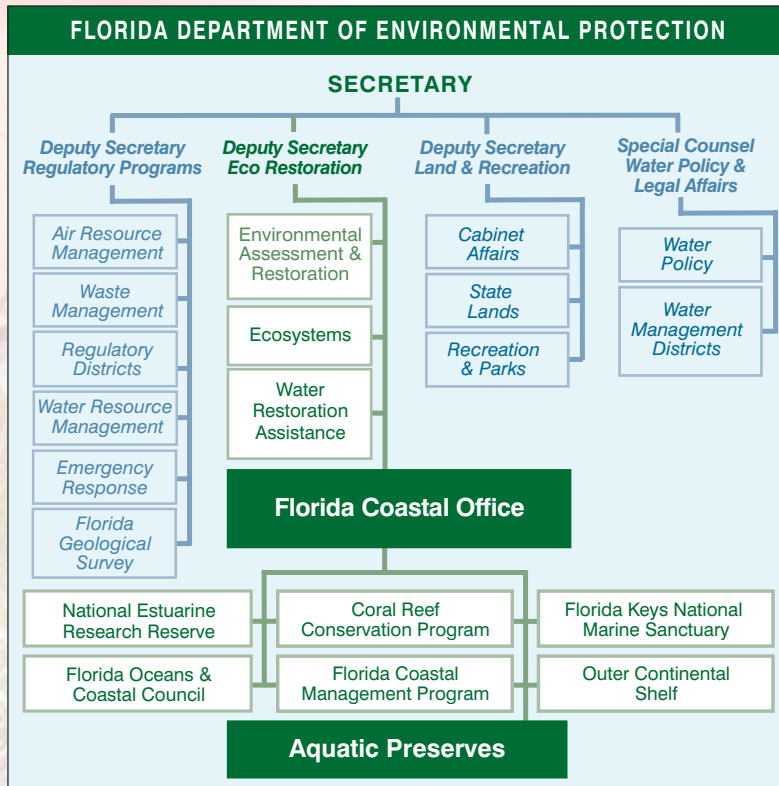 FLORIDA DEPARTMENT OF ENVIRONMENTAL PROTECTION
SECRETARY
Deputy Secretary
Regulatory Programs
Air Resource
Management
Waste
Management
Regulatory
Districts
Water Resource
Management
Emergency
Response
Florida
Geological
Survey
Deputy Secretary
Eco Restoration
Environmental
Assessment &
Restoration
Ecosystems
Water
Restoration
Assistance
Deputy Secretary
Land & Recreation
Cabinet
Affairs
State
Lands
Recreation
& Parks
Special Counsel
Water Policy &
Legal Affairs
Water
Policy
Water
Management
Districts
Florida Coastal Office
National Estuarine
Research Reserve
Coral Reef
Conservation Program
Florida Keys National
Marine Sanctuary
Florida Oceans &
Coastal Council
Florida Coastal
Management Program
Outer Continental
Shelf
Aquatic Preserves